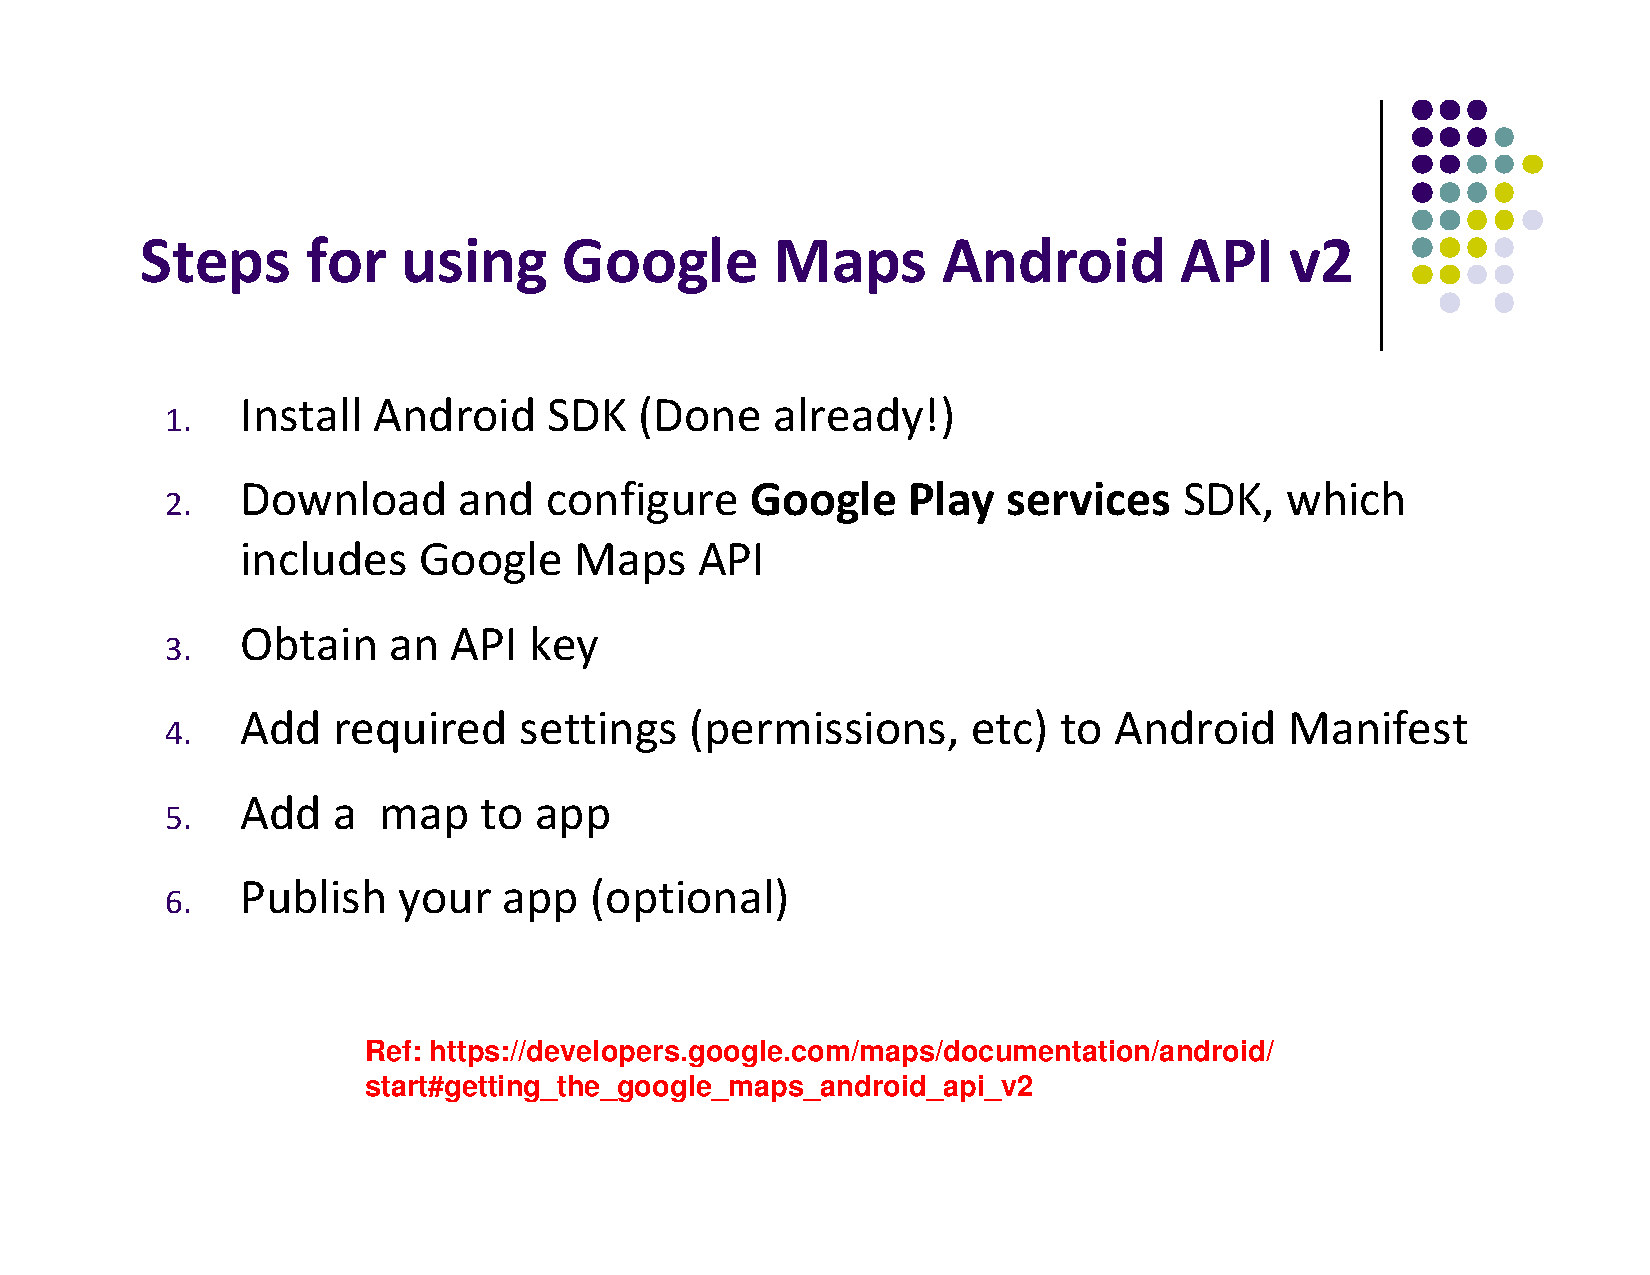 Steps for using Google Maps Android API v2
1. Install Android SDK (Done already!)
2. Download and configure Google Play services SDK, which
includes Google Maps API
3. Obtain an API key
4. Add required settings (permissions, etc) to Android Manifest
5. Add a map to app
6. Publish your app (optional)
Ref: https://developers.google.com/maps/documentation/android/
start#getting_the_google_maps_android_api_v2